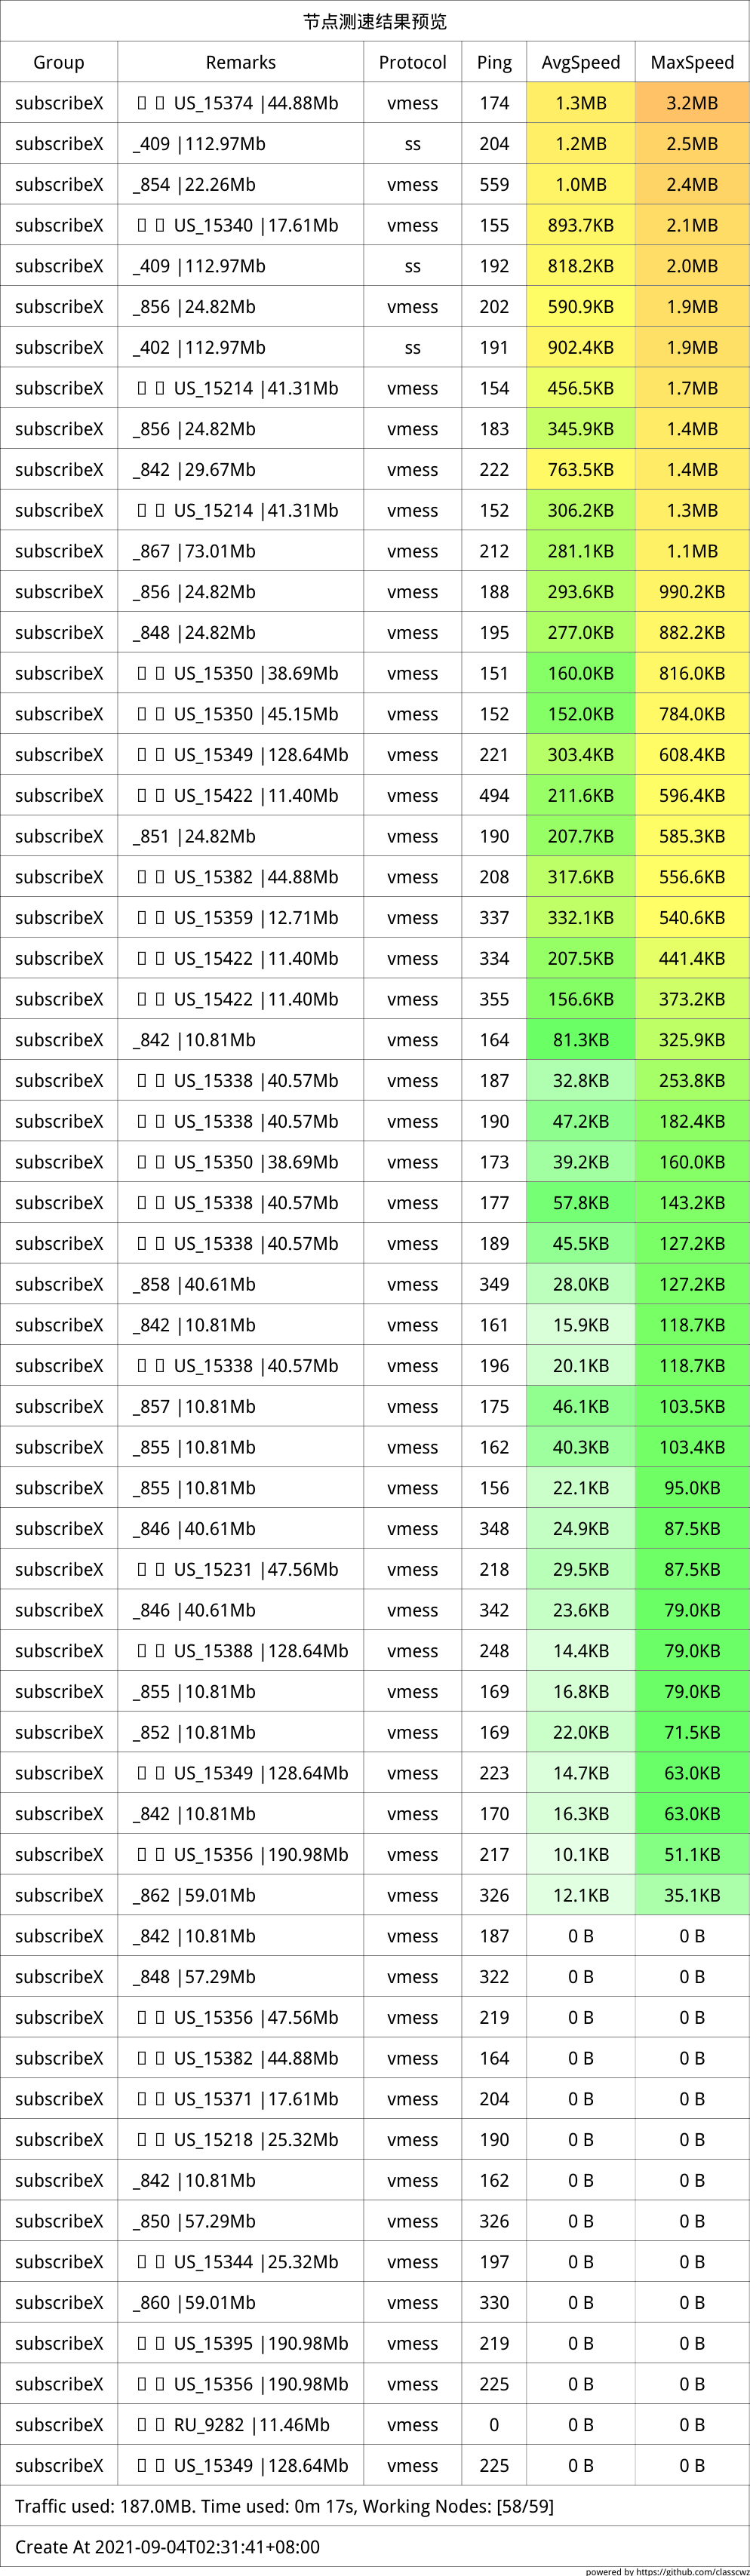 节点测速结果预览
Group Remarks Protocol Ping AvgSpeed MaxSpeed
subscribeX US_15374 |44.88Mb vmess 174 1.3MB 3.2MB
subscribeX _409 |112.97Mb ss 204 1.2MB 2.5MB
subscribeX _854 |22.26Mb vmess 559 1.0MB 2.4MB
subscribeX US_15340 |17.61Mb vmess 155 893.7KB 2.1MB
subscribeX _409 |112.97Mb ss 192 818.2KB 2.0MB
subscribeX _856 |24.82Mb vmess 202 590.9KB 1.9MB
subscribeX _402 |112.97Mb ss 191 902.4KB 1.9MB
subscribeX US_15214 |41.31Mb vmess 154 456.5KB 1.7MB
subscribeX _856 |24.82Mb vmess 183 345.9KB 1.4MB
subscribeX _842 |29.67Mb vmess 222 763.5KB 1.4MB
subscribeX US_15214 |41.31Mb vmess 152 306.2KB 1.3MB
subscribeX _867 |73.01Mb vmess 212 281.1KB 1.1MB
subscribeX _856 |24.82Mb vmess 188 293.6KB 990.2KB
subscribeX _848 |24.82Mb vmess 195 277.0KB 882.2KB
subscribeX US_15350 |38.69Mb vmess 151 160.0KB 816.0KB
subscribeX US_15350 |45.15Mb vmess 152 152.0KB 784.0KB
subscribeX US_15349 |128.64Mb vmess 221 303.4KB 608.4KB
subscribeX US_15422 |11.40Mb vmess 494 211.6KB 596.4KB
subscribeX _851 |24.82Mb vmess 190 207.7KB 585.3KB
subscribeX US_15382 |44.88Mb vmess 208 317.6KB 556.6KB
subscribeX US_15359 |12.71Mb vmess 337 332.1KB 540.6KB
subscribeX US_15422 |11.40Mb vmess 334 207.5KB 441.4KB
subscribeX US_15422 |11.40Mb vmess 355 156.6KB 373.2KB
subscribeX _842 |10.81Mb vmess 164 81.3KB 325.9KB
subscribeX US_15338 |40.57Mb vmess 187 32.8KB 253.8KB
subscribeX US_15338 |40.57Mb vmess 190 47.2KB 182.4KB
subscribeX US_15350 |38.69Mb vmess 173 39.2KB 160.0KB
subscribeX US_15338 |40.57Mb vmess 177 57.8KB 143.2KB
subscribeX US_15338 |40.57Mb vmess 189 45.5KB 127.2KB
subscribeX _858 |40.61Mb vmess 349 28.0KB 127.2KB
subscribeX _842 |10.81Mb vmess 161 15.9KB 118.7KB
subscribeX US_15338 |40.57Mb vmess 196 20.1KB 118.7KB
subscribeX _857 |10.81Mb vmess 175 46.1KB 103.5KB
subscribeX _855 |10.81Mb vmess 162 40.3KB 103.4KB
subscribeX _855 |10.81Mb vmess 156 22.1KB 95.0KB
subscribeX _846 |40.61Mb vmess 348 24.9KB 87.5KB
subscribeX US_15231 |47.56Mb vmess 218 29.5KB 87.5KB
subscribeX _846 |40.61Mb vmess 342 23.6KB 79.0KB
subscribeX US_15388 |128.64Mb vmess 248 14.4KB 79.0KB
subscribeX _855 |10.81Mb vmess 169 16.8KB 79.0KB
subscribeX _852 |10.81Mb vmess 169 22.0KB 71.5KB
subscribeX US_15349 |128.64Mb vmess 223 14.7KB 63.0KB
subscribeX _842 |10.81Mb vmess 170 16.3KB 63.0KB
subscribeX US_15356 |190.98Mb vmess 217 10.1KB 51.1KB
subscribeX _862 |59.01Mb vmess 326 12.1KB 35.1KB
subscribeX _842 |10.81Mb vmess 187 0 B 0 B
subscribeX _848 |57.29Mb vmess 322 0 B 0 B
subscribeX US_15356 |47.56Mb vmess 219 0 B 0 B
subscribeX US_15382 |44.88Mb vmess 164 0 B 0 B
subscribeX US_15371 |17.61Mb vmess 204 0 B 0 B
subscribeX US_15218 |25.32Mb vmess 190 0 B 0 B
subscribeX _842 |10.81Mb vmess 162 0 B 0 B
subscribeX _850 |57.29Mb vmess 326 0 B 0 B
subscribeX US_15344 |25.32Mb vmess 197 0 B 0 B
subscribeX _860 |59.01Mb vmess 330 0 B 0 B
subscribeX US_15395 |190.98Mb vmess 219 0 B 0 B
subscribeX US_15356 |190.98Mb vmess 225 0 B 0 B
subscribeX RU_9282 |11.46Mb vmess 0 0 B 0 B
subscribeX US_15349 |128.64Mb vmess 225 0 B 0 B
Traffic used: 187.0MB. Time used: 0m 17s, Working Nodes: [58/59]
Create At 2021-09-04T02:31:41+08:00
powered by https://github.com/classcwz